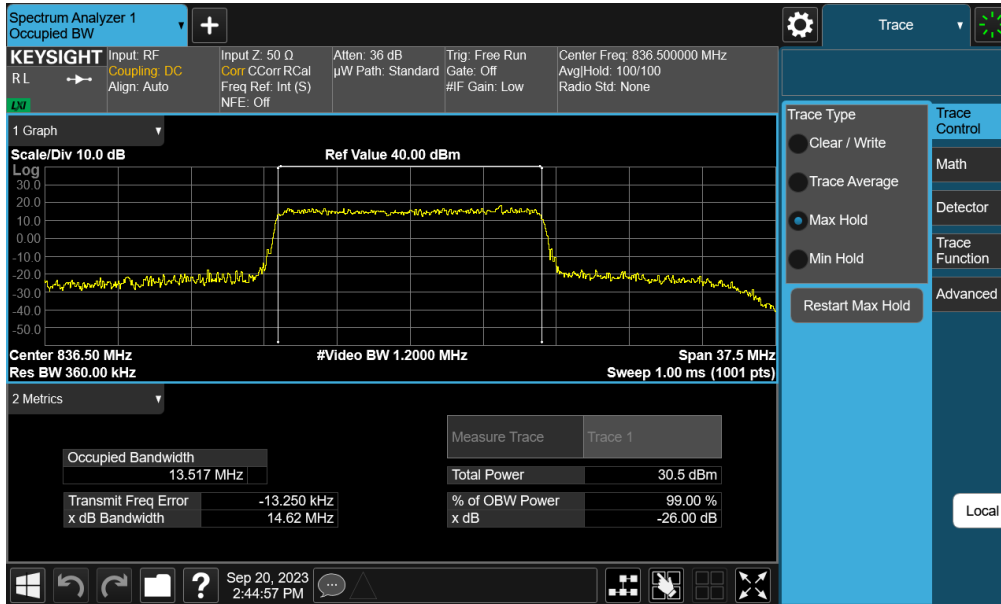 Spectrum Analyzer 1
Occupied BW
Trace
KEYSIGHT
R L
LXI
Input: RF
Coupling: DC
Align: Auto
Input Z: 50 Ω
Corr CCorr RCal
Freq Ref: Int (S)
NFE: Off
Atten: 36 dB
µW Path: Standard
Trig: Free Run
Gate: Off
#IF Gain: Low
Center Freq: 836.500000 MHz
Avg|Hold: 100/100
Radio Std: None
1 Graph
Scale/Div 10.0 dB
Ref Value 40.00 dBm
Log
30.0
20.0
10.0
0.00
-10.0
-20.0
-30.0
-40.0
-50.0
Center 836.50 MHz
#Video BW 1.2000 MHz
Span 37.5 MHz
Res BW 360.00 kHz
Sweep 1.00 ms (1001 pts)
2 Metrics
Measure Trace
Trace 1
Occupied Bandwidth
13.517 MHz
Total Power
30.5 dBm
Transmit Freq Error
-13.250 kHz
% of OBW Power
99.00 %
x dB Bandwidth
14.62 MHz
x dB
-26.00 dB
Trace Type
Clear / Write
Trace Average
Max Hold
Min Hold
Restart Max Hold
Trace
Control
Math
Detector
Trace
Function
Advanced
Local
?
Sep 20, 2023
2:44:57 PM